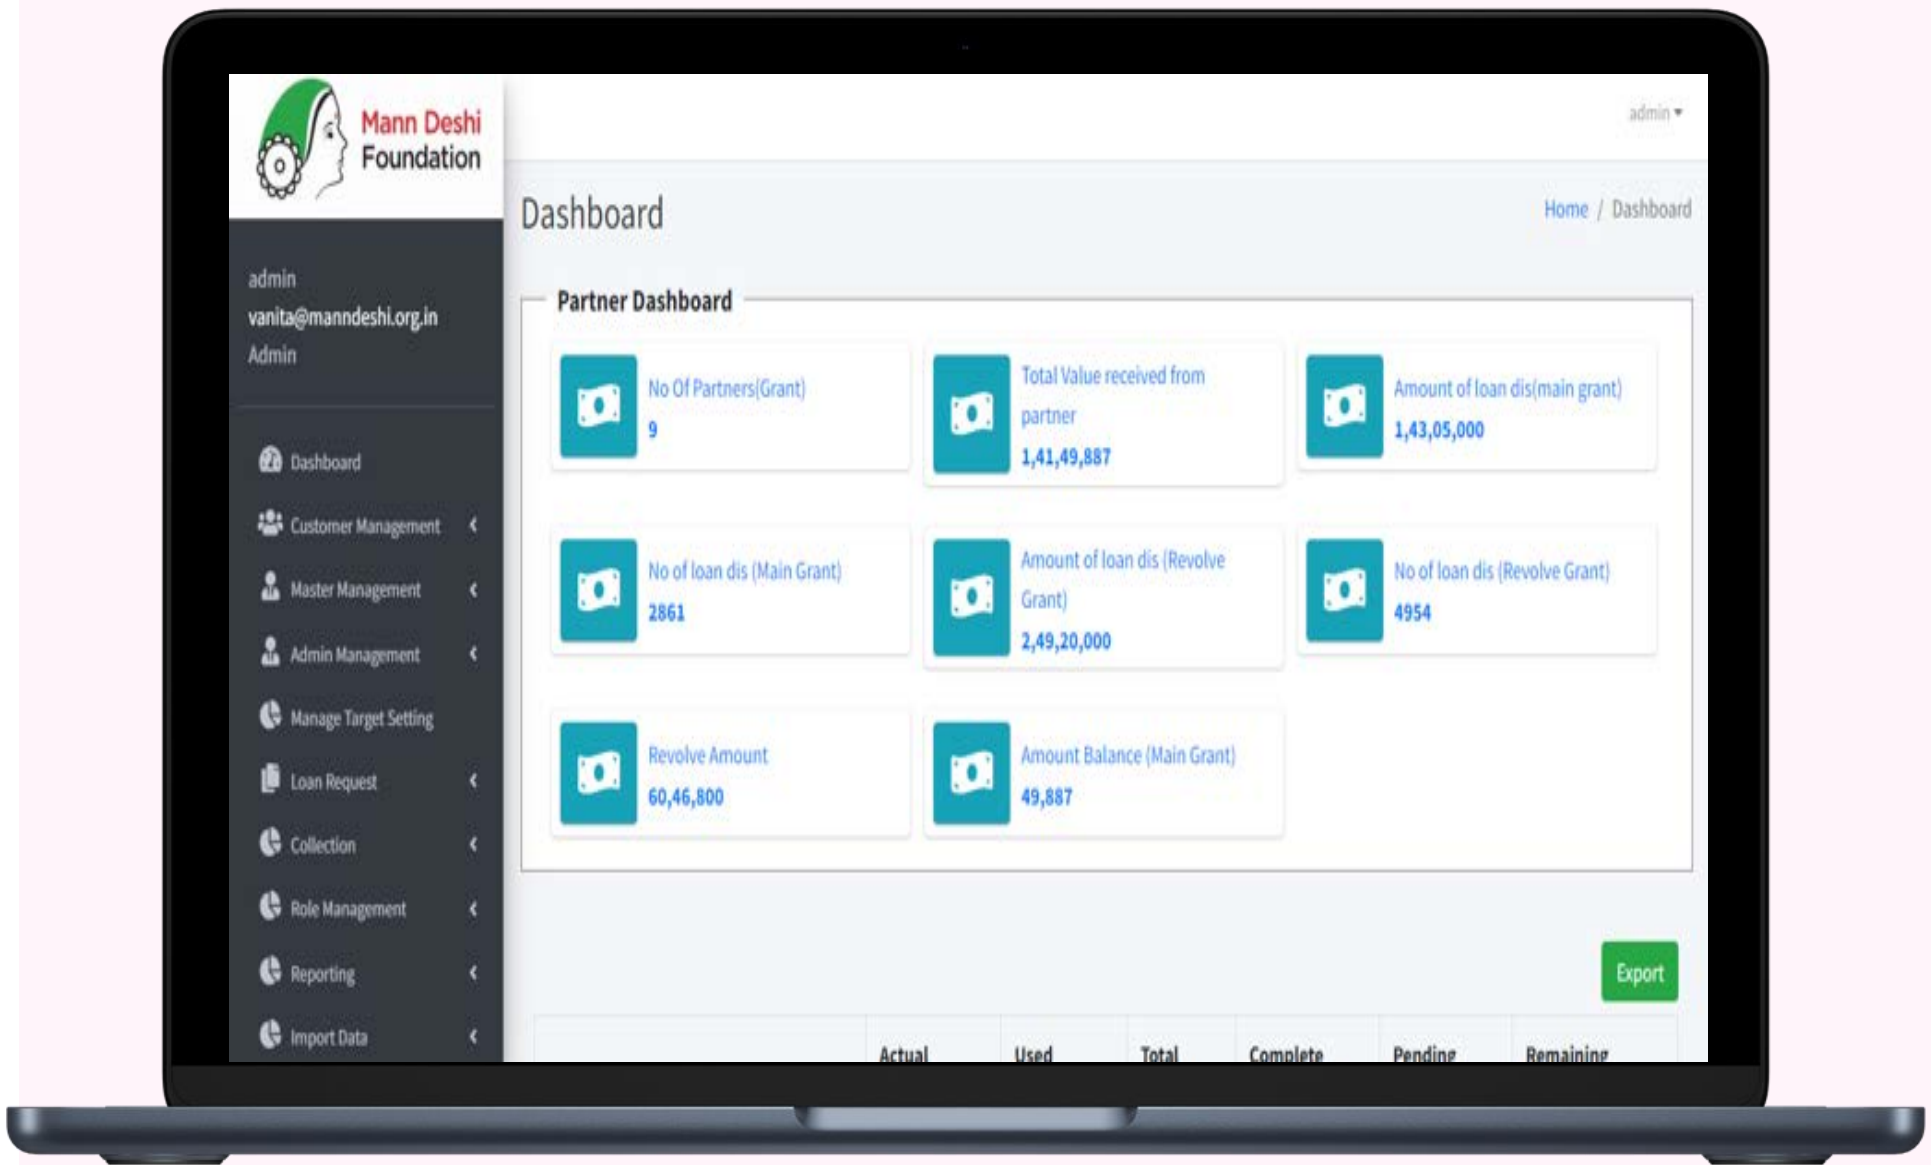 Mann Deshi
Foundation
admin
vanita@manndeshi.org.in
Admin
Dashboard
Customer Management
Master Management
Admin Management
Manage Target Setting
Loan Request
Collection
Role Management
Reporting
Import Data
admin
Dashboard
Home / Dashboard
Partner Dashboard
No Of Partners(Grant)
9
Total Value received from
partner
1,41,49,887
Amount of loan dis(main grant)
1,43,05,000
No of loan dis (Main Grant)
2861
Amount of loan dis (Revolve
Grant)
2,49,20,000
No of loan dis (Revolve Grant)
4954
Revolve Amount
60,46,800
Amount Balance (Main Grant)
49,887
Export
Actual Used Total Complete Pending Remaining